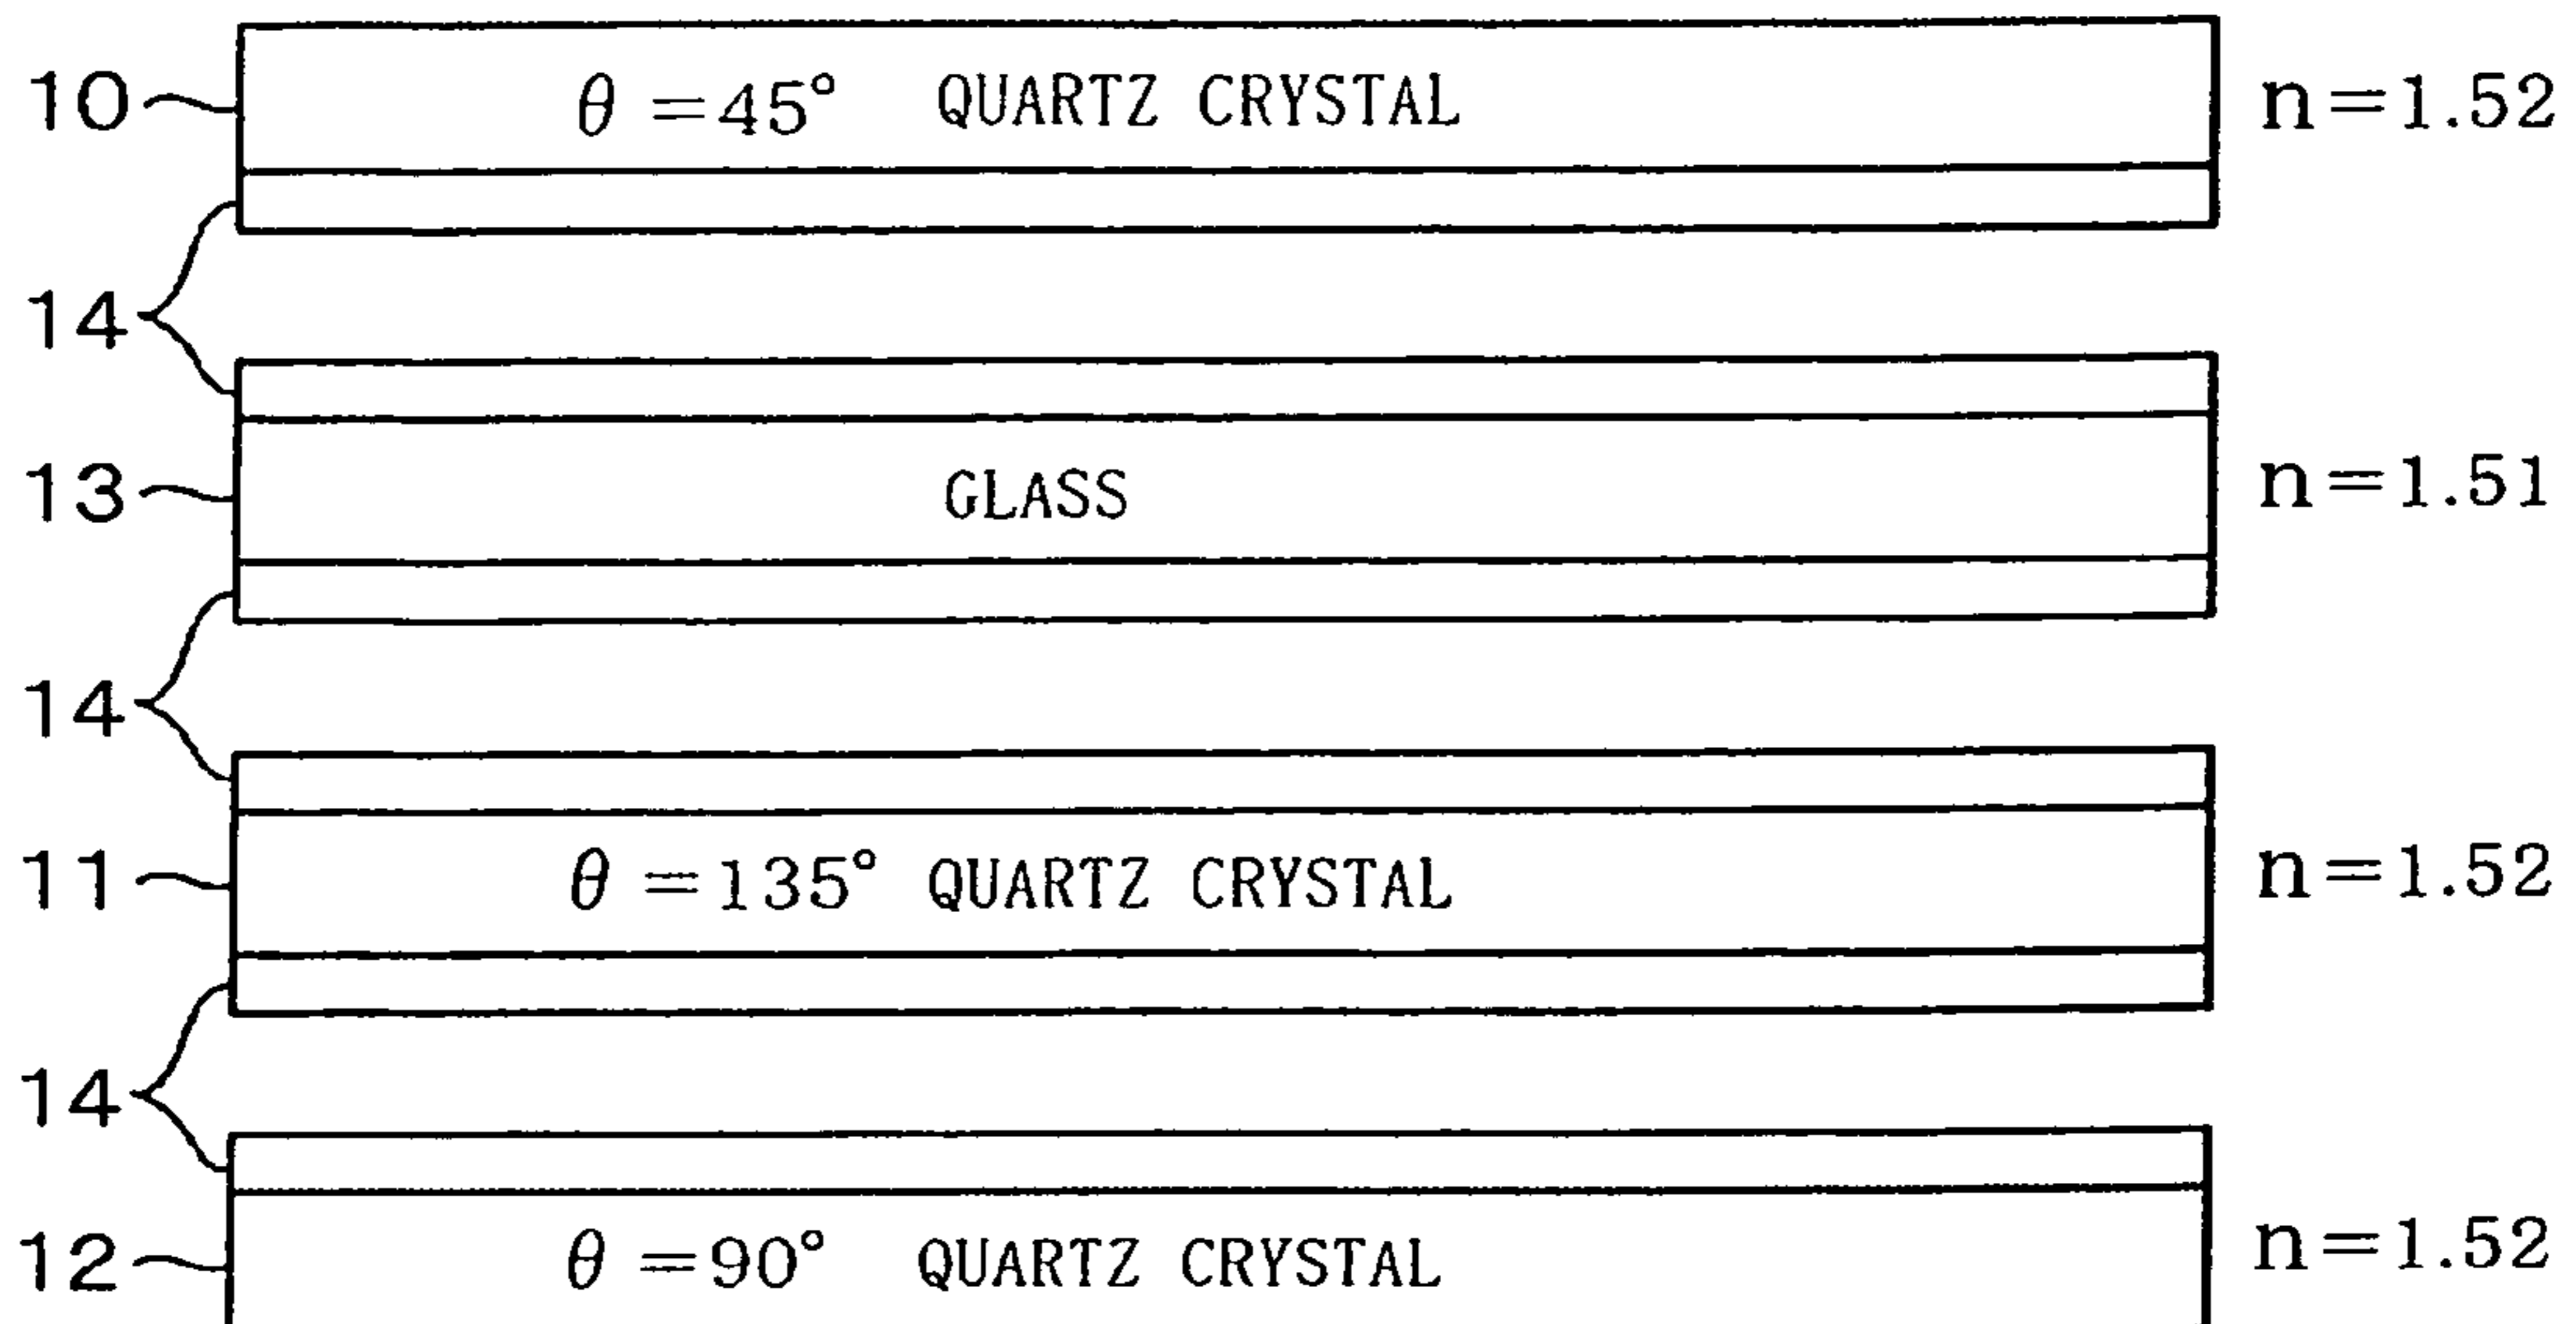 10 θ=45° QUARTZ CRYSTAL n=1.52
14
13 GLASS n=1.51
14
11 θ=135° QUARTZ CRYSTAL n=1.52
14
12 θ=90° QUARTZ CRYSTAL n=1.52